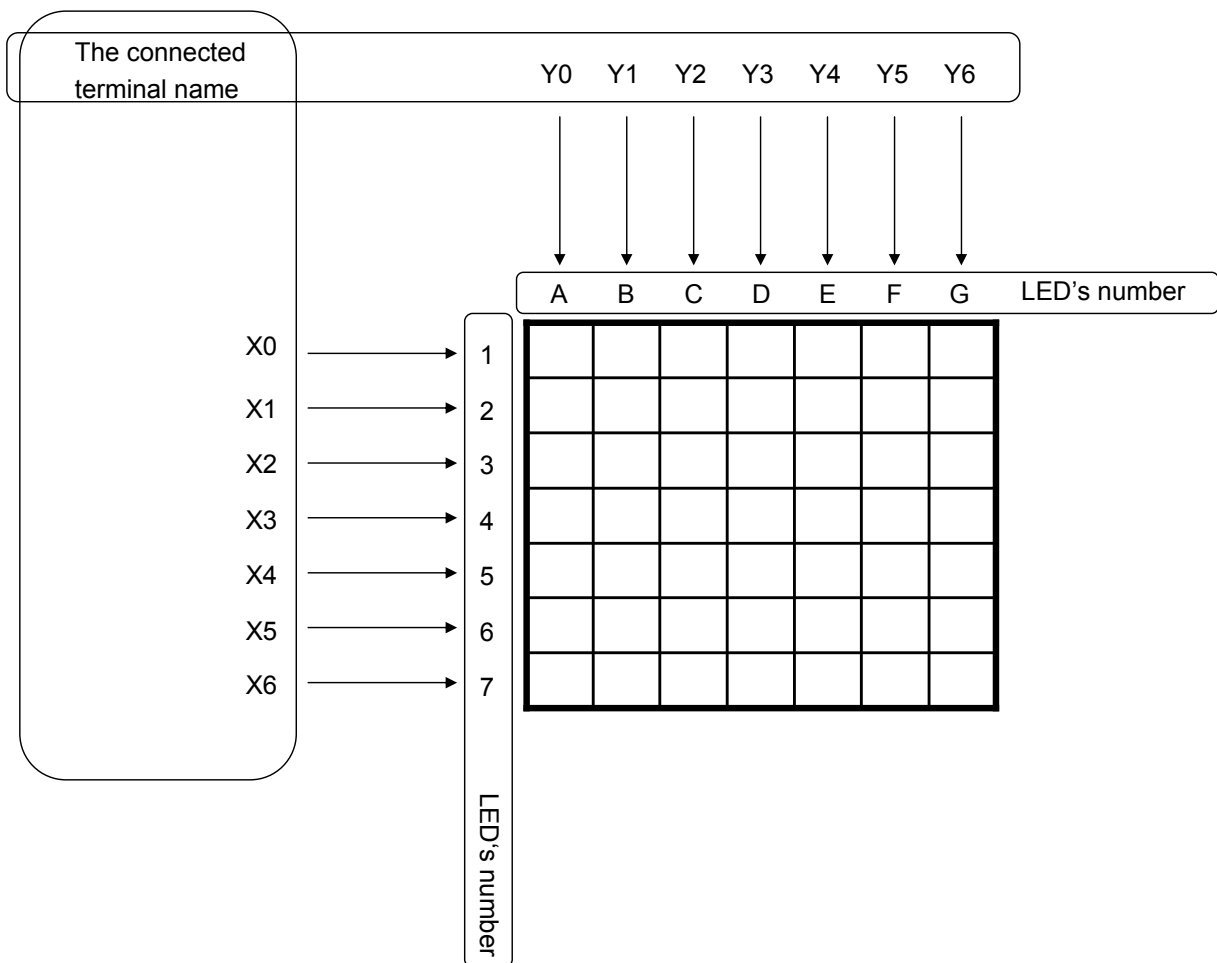 The connected
terminal name
Y0 Y1 Y2 Y3 Y4 Y5 Y6
A B C D E F G LED’s number
X0 1
X1 2
X2 3
X3 4
X4 5
X5 6
X6 7
LED‘s number